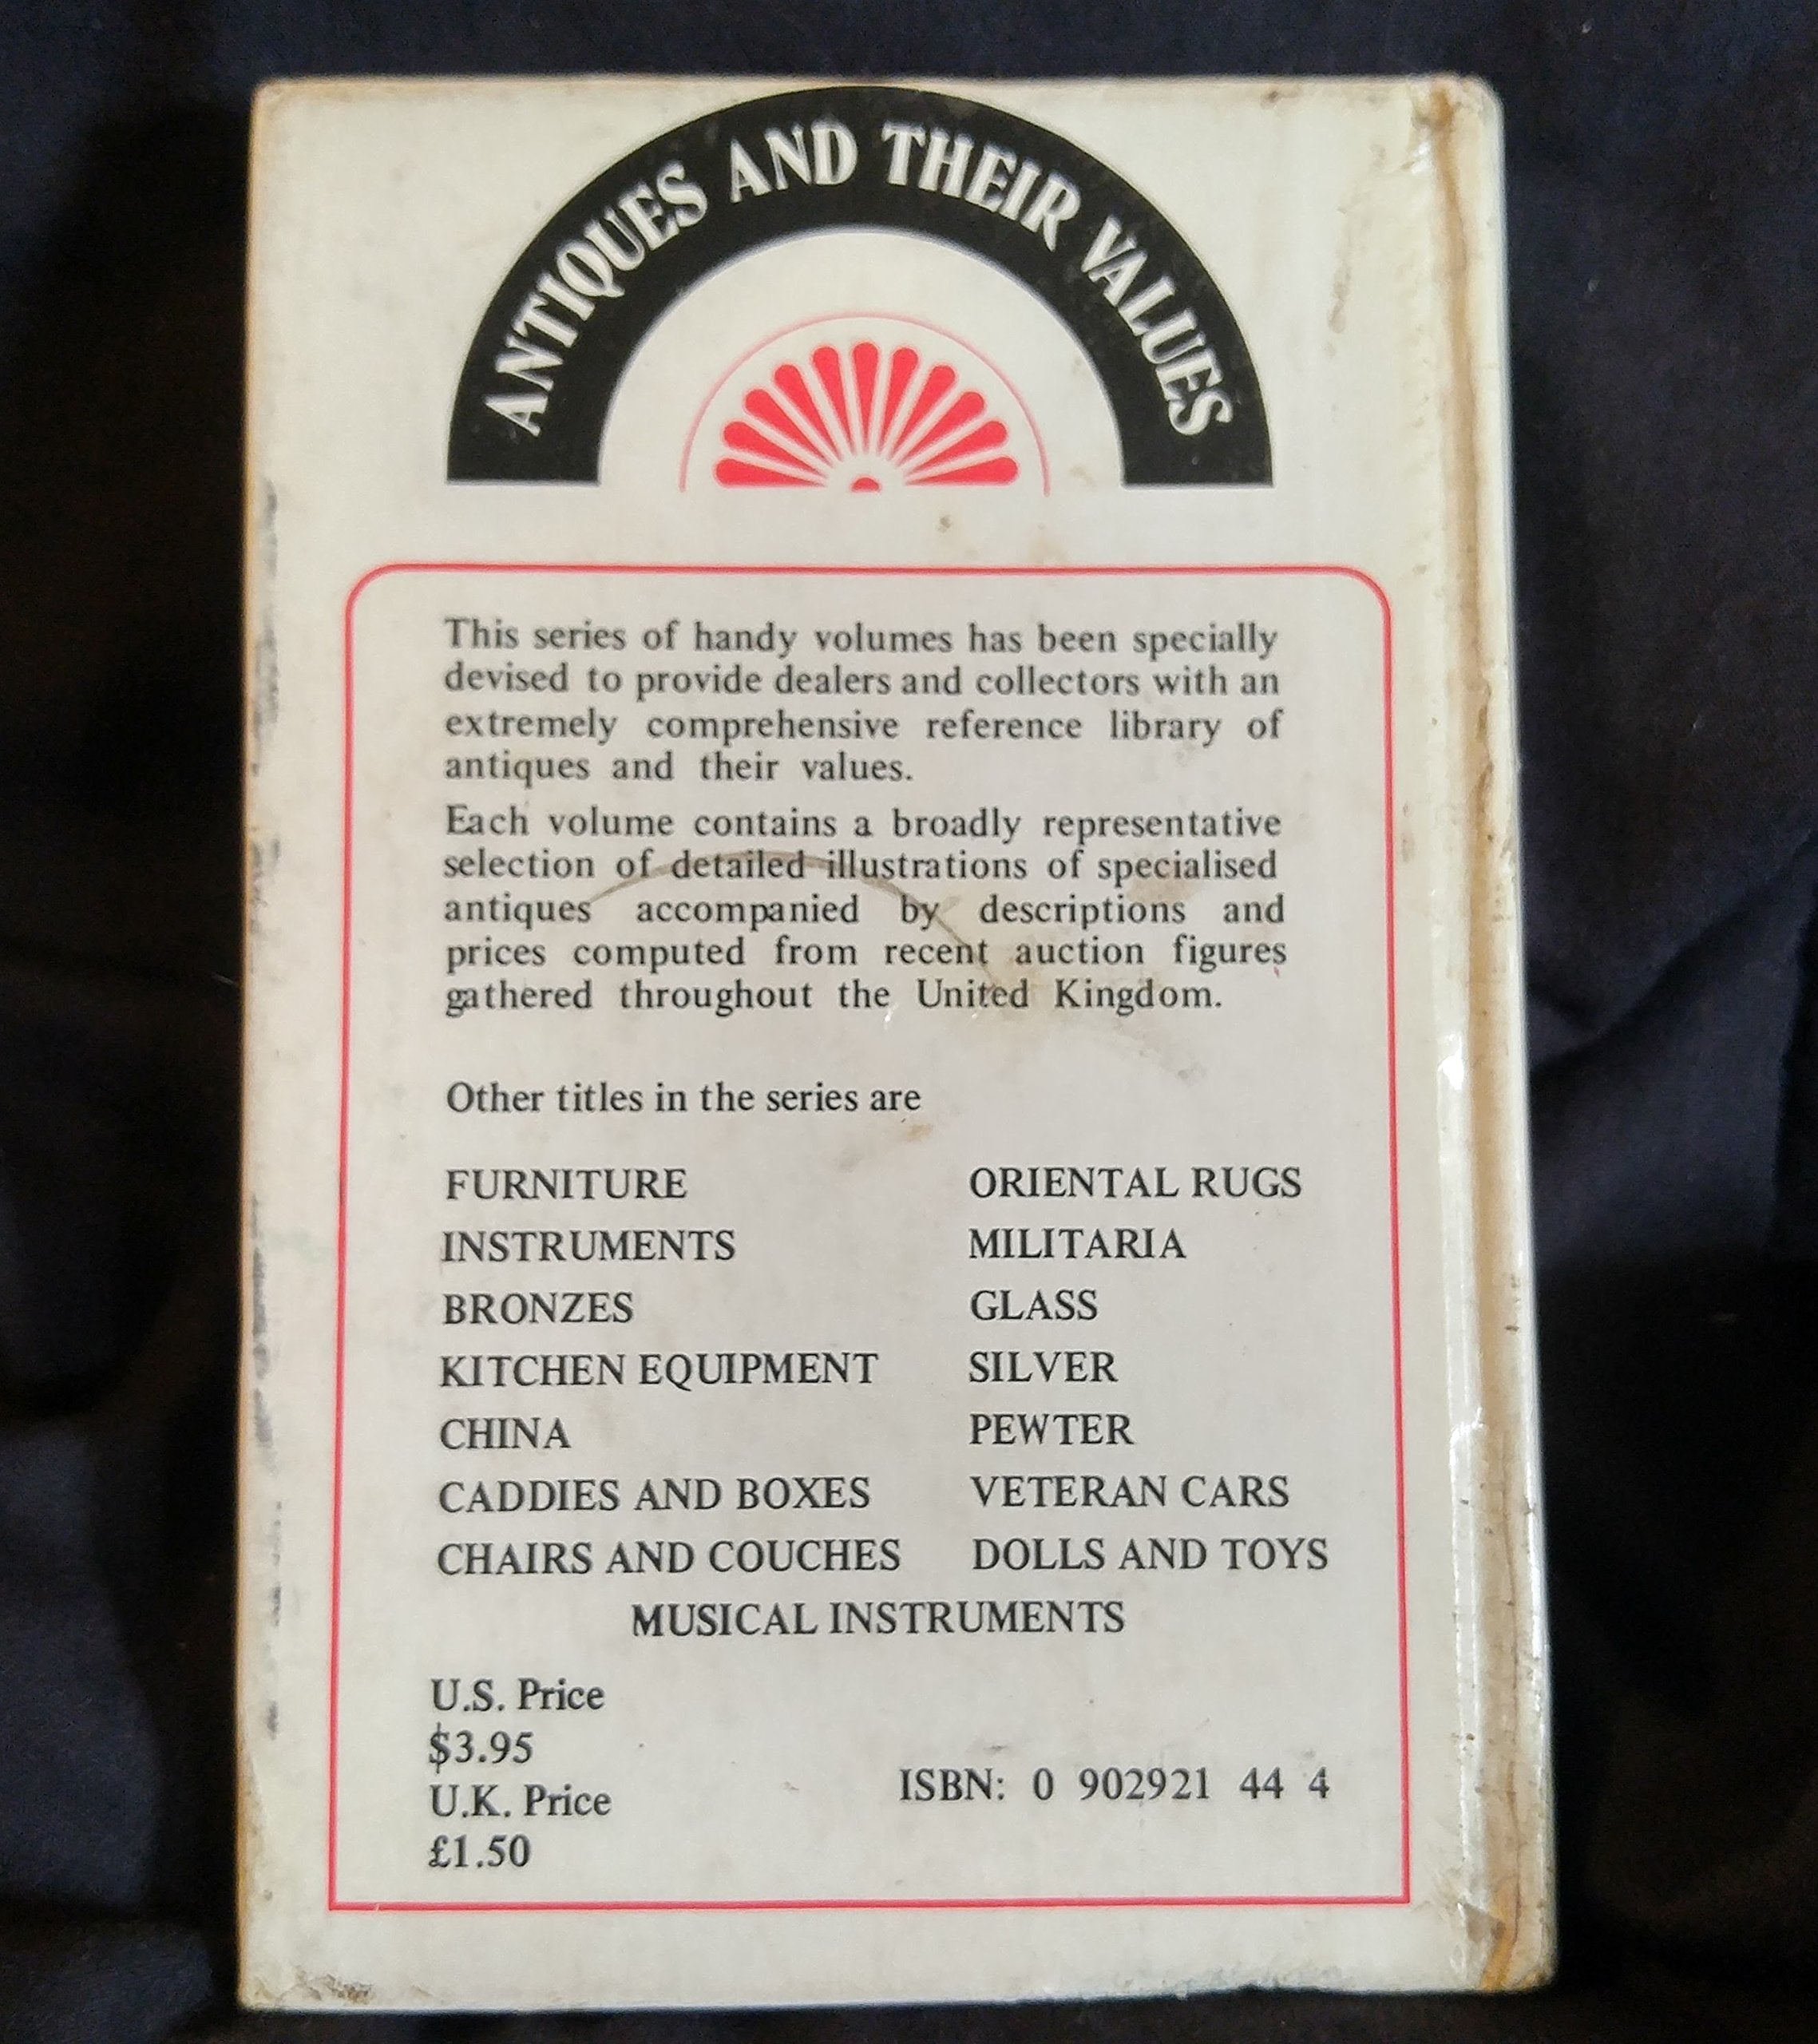 ANTIQUES AND THEIR VALUES
This series of handy volumes has been specially
devised to provide dealers and collectors with an
extremely comprehensive reference library of
antiques and their values.
Each volume contains a broadly representative
selection of detailed illustrations of specialised
antiques accompanied by descriptions and
prices computed from recent auction figures
gathered throughout the United Kingdom.
Other titles in the series are
FURNITURE
INSTRUMENTS
BRONZES
KITCHEN EQUIPMENT
CHINA
CADDIES AND BOXES
CHAIRS AND COUCHES
ORIENTAL RUGS
MILITARIA
GLASS
SILVER
PEWTER
VETERAN CARS
DOLLS AND TOYS
MUSICAL INSTRUMENTS
U.S. Price
$3.95
U.K. Price
£1.50
ISBN: 0 902921 44 4